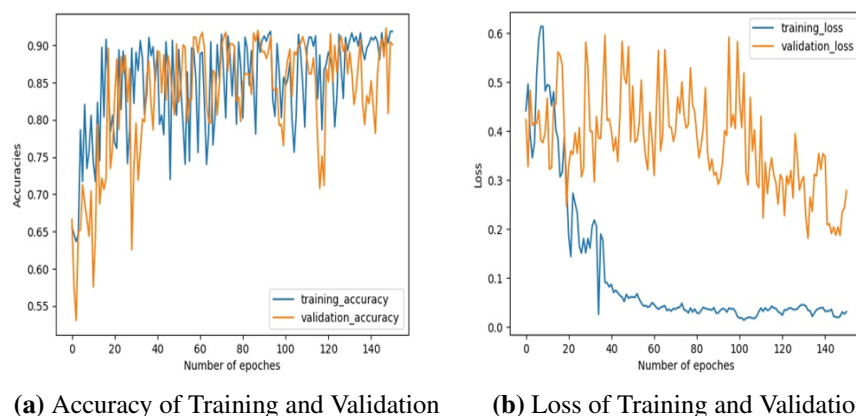 0.90
0.85
0.80
0.75
0.70
0.65
0.60
0.55
Accuracies
training_accuracy
validation_accuracy
0 20 40 60 80 100 120 140
Number of epoches
(a) Accuracy of Training and Validation
training_loss
validation_loss
0.6
0.5
0.4
0.3
0.2
0.1
0.0
Loss
0 20 40 60 80 100 120 140
Number of epoches
(b) Loss of Training and Validatio